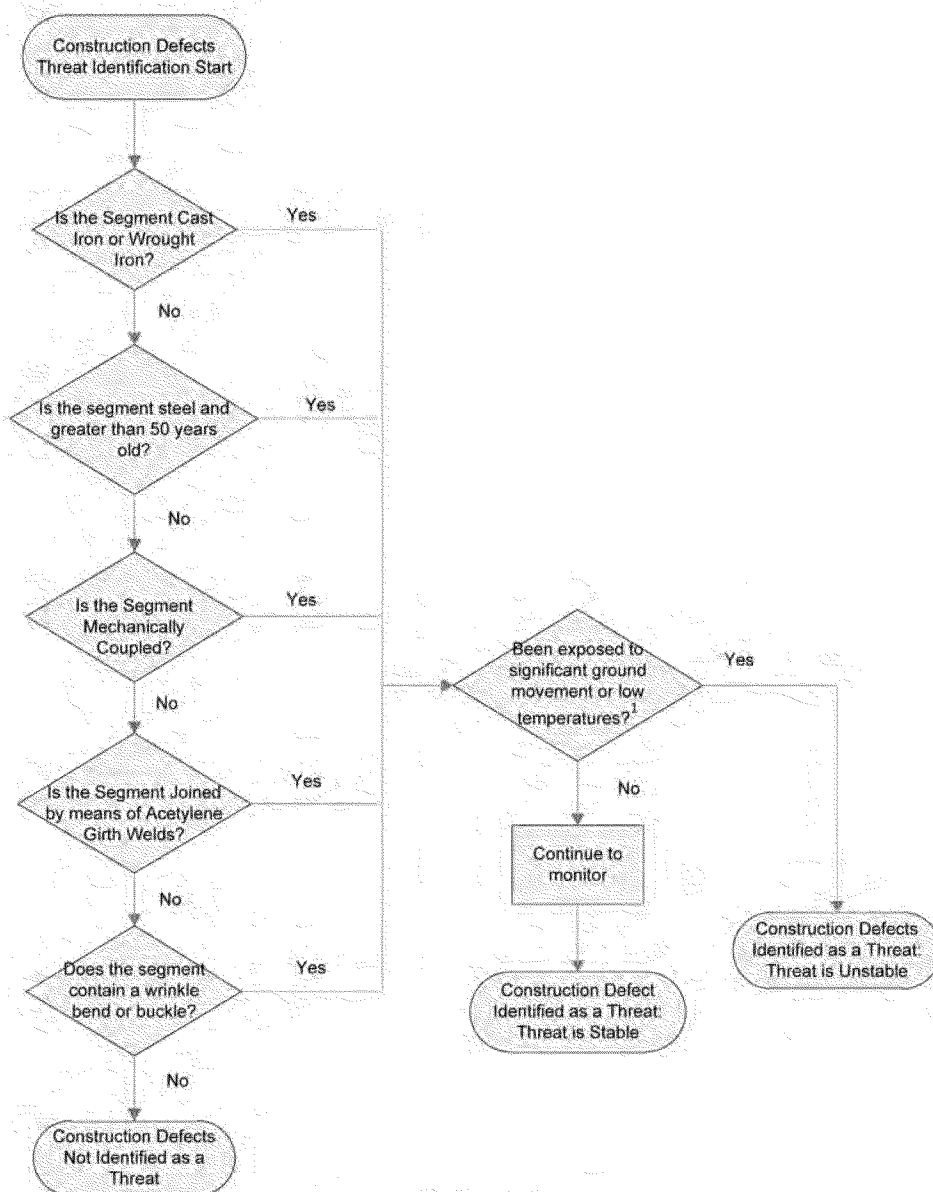 Construction Defects
Threat Identification Start
Is the Segment Cast
Iron or Wrought
Iron?
Yes
No
Is the segment steel and
greater than 50 years
old?
Yes
No
Is the Segment
Mechanically
Coupled?
Yes
No
Is the Segment Joined
by means of Acetylene
Girth Welds?
Yes
No
Does the segment
contain a wrinkle
bend or buckle?
Yes
No
Construction Defects
Not Identified as a
Threat
Been exposed to
significant ground
movement or low
temperatures?1
Yes
No
Continue to
monitor
Construction Defect
Identified as a Threat:
Threat is Stable
Construction Defects
Identified as a Threat:
Threat is Unstable